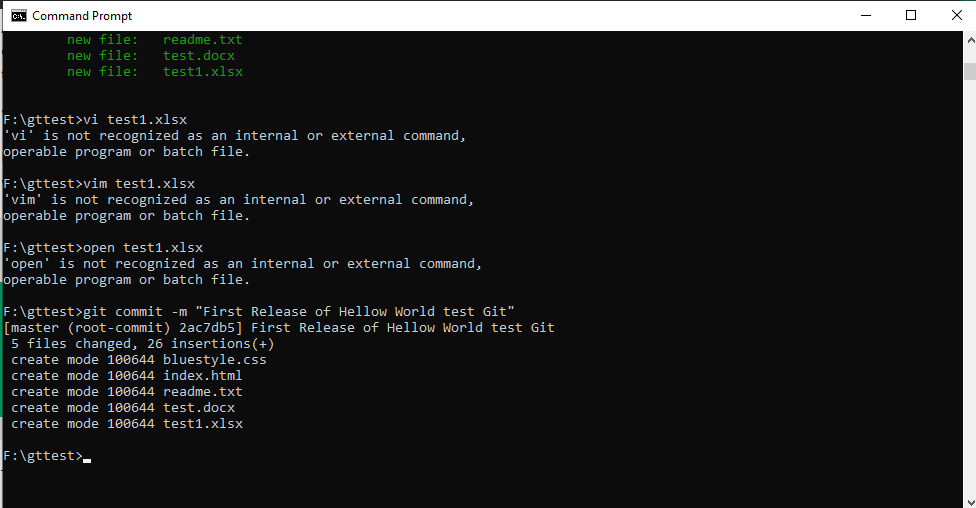 Command Prompt
new file:   readme.txt
new file:   test.docx
new file:   test1.xlsx
F:\gttest>vi test1.xlsx
'vi' is not recognized as an internal or external command,
operable program or batch file.
F:\gttest>vim test1.xlsx
'vim' is not recognized as an internal or external command,
operable program or batch file.
F:\gttest>open test1.xlsx
'open' is not recognized as an internal or external command,
operable program or batch file.
F:\gttest>git commit -m "First Release of Hellow World test Git"
[master (root-commit) 2ac7db5] First Release of Hellow World test Git
5 files changed, 26 insertions(+)
create mode 100644 bluestyle.css
create mode 100644 index.html
create mode 100644 readme.txt
create mode 100644 test.docx
create mode 100644 test1.xlsx
F:\gttest>